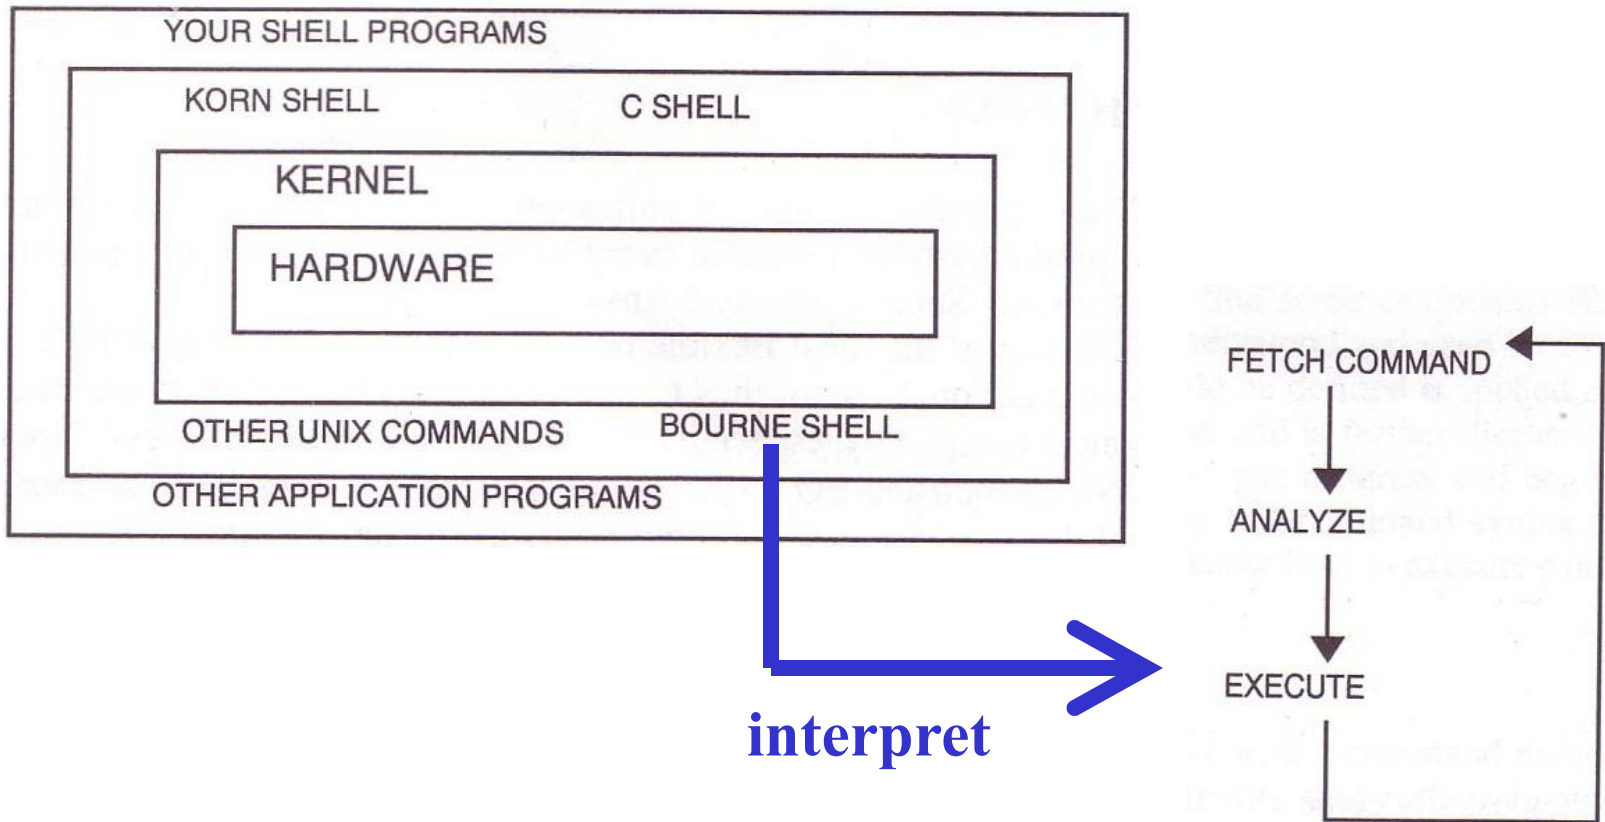 YOUR SHELL PROGRAMS
KORN SHELL
C SHELL
KERNEL
HARDWARE
OTHER UNIX COMMANDS
BOURNE SHELL
OTHER APPLICATION PROGRAMS
interpret
FETCH COMMAND
ANALYZE
EXECUTE